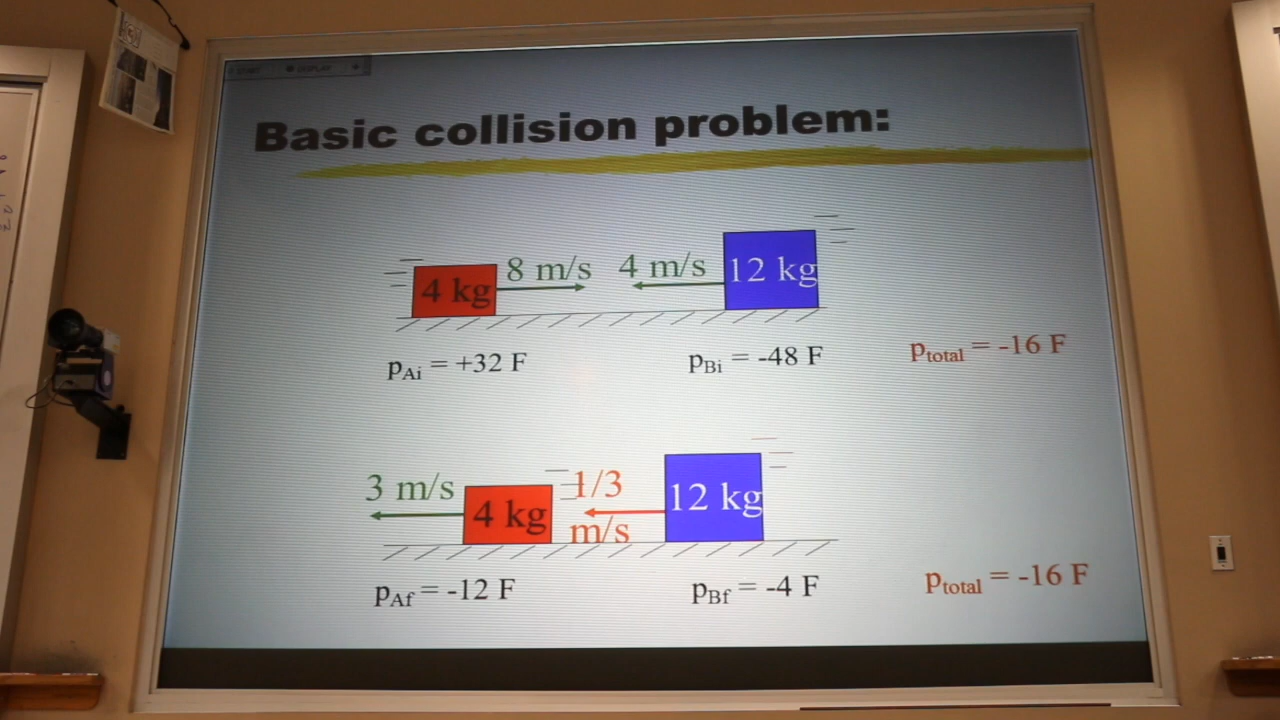 DISPLAY
Basic collision problem:
4 kg
8 m/s
4 m/s
12 kg
pAi = +32 F
pBi = -48 F
ptotal = -16 F
3 m/s
4 kg
1/3
m/s
12 kg
pAf = -12 F
pBf = -4 F
ptotal = -16 F